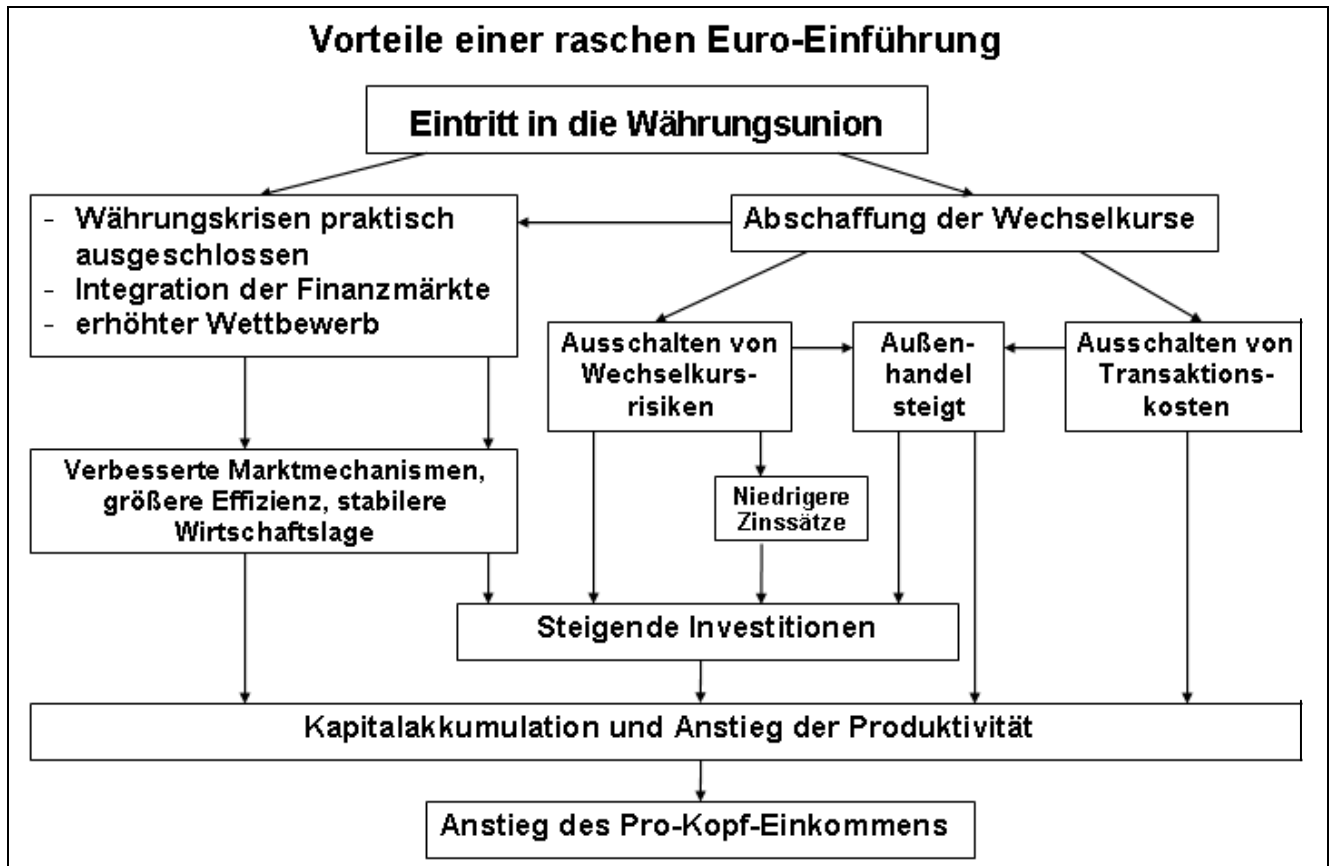 Vorteile einer raschen Euro-Einführung
Eintritt in die Währungsunion
- Währungskrisen praktisch
ausgeschlossen
- Integration der Finanzmärkte
- erhöhter Wettbewerb
Abschaffung der Wechselkurse
Ausschalten von
Wechselkurs-
risiken
Außen-
handel
steigt
Ausschalten von
Transaktions-
kosten
Verbesserte Marktmechanismen,
größere Effizienz, stabilere
Wirtschaftslage
Niedrigere
Zinssätze
Steigende Investitionen
Kapitalakkumulation und Anstieg der Produktivität
Anstieg des Pro-Kopf-Einkommens